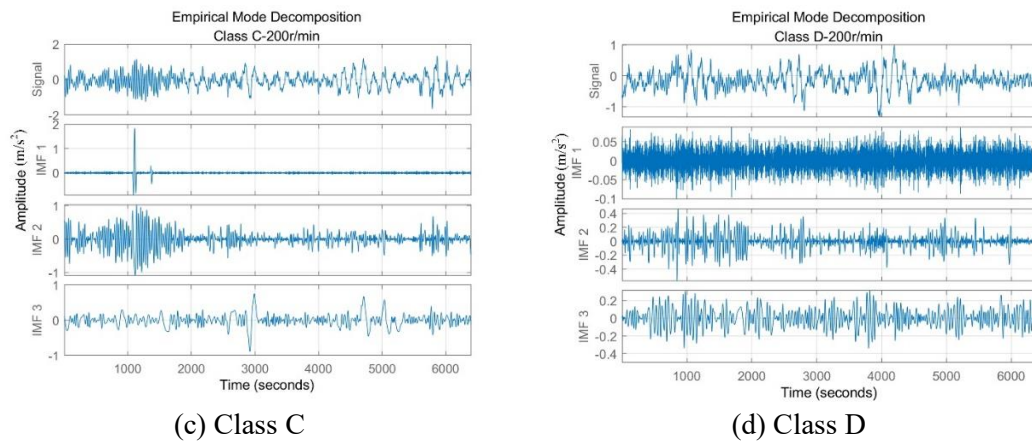 Empirical Mode Decomposition
Class C-200r/min
2
0
-2
Signal
2
1
0
IMF 1
1
0
-1
IMF 2
1
0
-1
IMF 3
Amplitude (m/s²)
1000 2000 3000 4000 5000 6000
Time (seconds)
(c) Class C
Empirical Mode Decomposition
Class D-200r/min
1
0
-1
Signal
0.05
0
-0.05
-0.1
IMF 1
0.4
0.2
0
-0.2
-0.4
IMF 2
0.2
0
-0.2
-0.4
IMF 3
Amplitude (m/s²)
1000 2000 3000 4000 5000 6000
Time (seconds)
(d) Class D